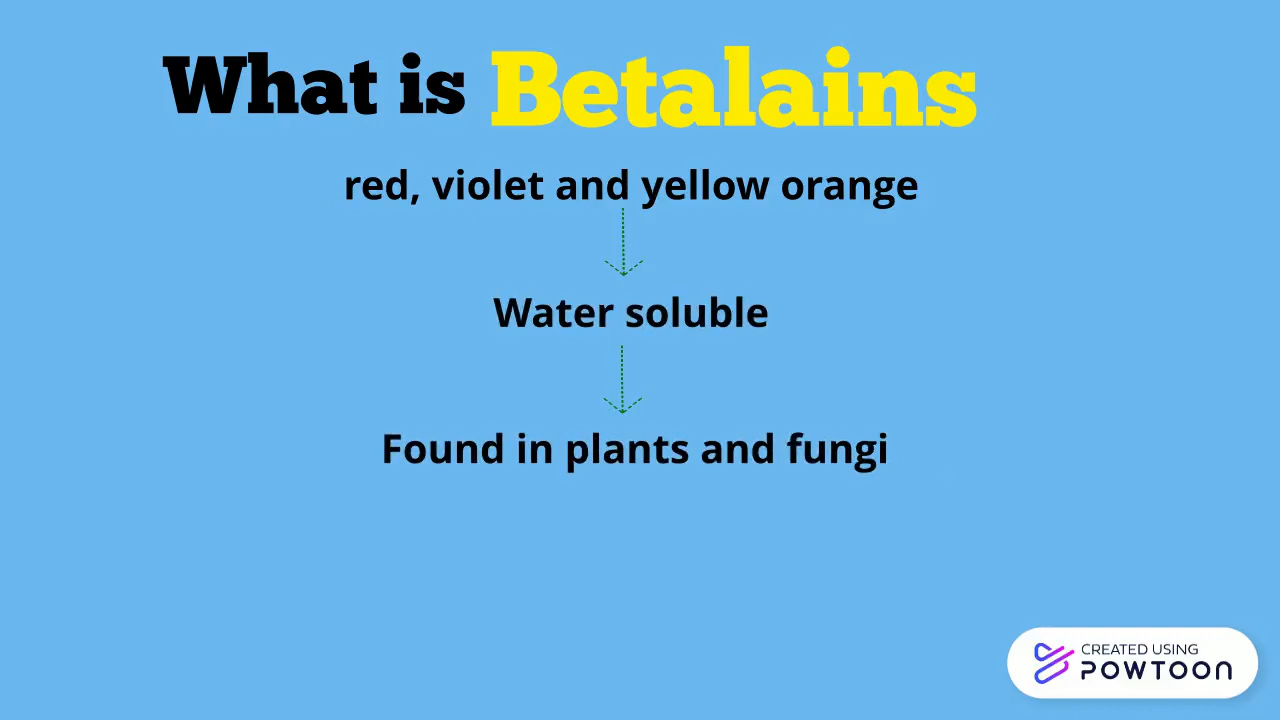 What is Betalains
red, violet and yellow orange
Water soluble
Found in plants and fungi
CREATED USING
POWTOON